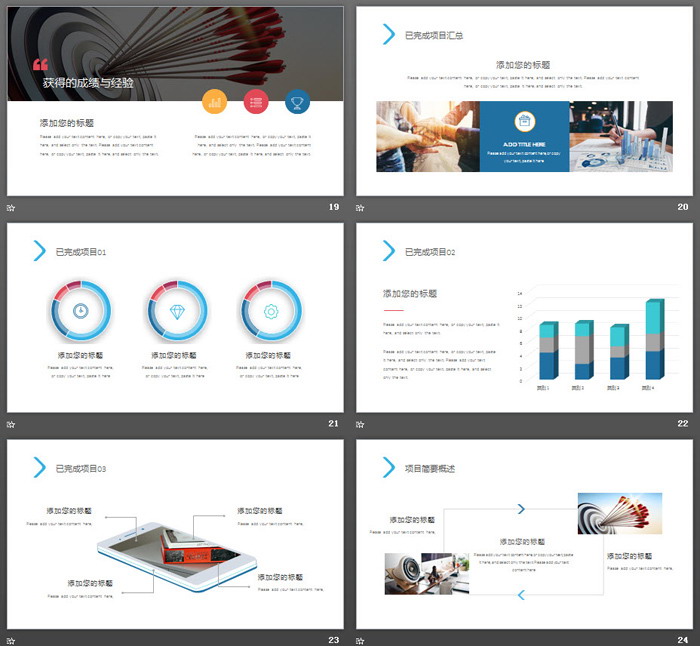 获得的成绩与经验
添加您的标题
Please add your text content here, or copy your text, paste it
here, and select only the text. Please add your text content
here, or copy your text, paste it here, and select only the text.
Please add your text content here, or copy your text, paste it
here, and select only the text. Please add your text content
here, or copy your text, paste it here, and select only the text.
19
已完成项目汇总
添加您的标题
Please add your text content here, or copy your text, paste it here, and select only the text. Please add your text content
here, or copy your text, paste it here, and select only the text.
ADD TITLE HERE
Please add your text content here, or copy
your text, paste it here
20
已完成项目01
添加您的标题
Please add your text content here,
or copy your text, paste it here
添加您的标题
Please add your text content here,
or copy your text, paste it here
添加您的标题
Please add your text content here,
or copy your text, paste it here
21
已完成项目02
添加您的标题
Please add your text content here, or copy your text, paste it
here, and select only the text.
Please add your text content here, or copy your text, paste
it here, and select only the text. Please add your text
content here, or copy your text, paste it here, and select
only the text.
14
12
10
8
6
4
2
0
类别 1
类别 2
类别 3
类别 4
22
已完成项目03
添加您的标题
Please add your text content here,
添加您的标题
Please add your text content here,
添加您的标题
Please add your text content here,
添加您的标题
Please add your text content here,
23
项目简要概述
添加您的标题
Please add your text content here,
添加您的标题
Please add your text content here, or copy your text, paste
it here, and select only the text. Please add your text
content here
添加您的标题
Please add your text content here,
24